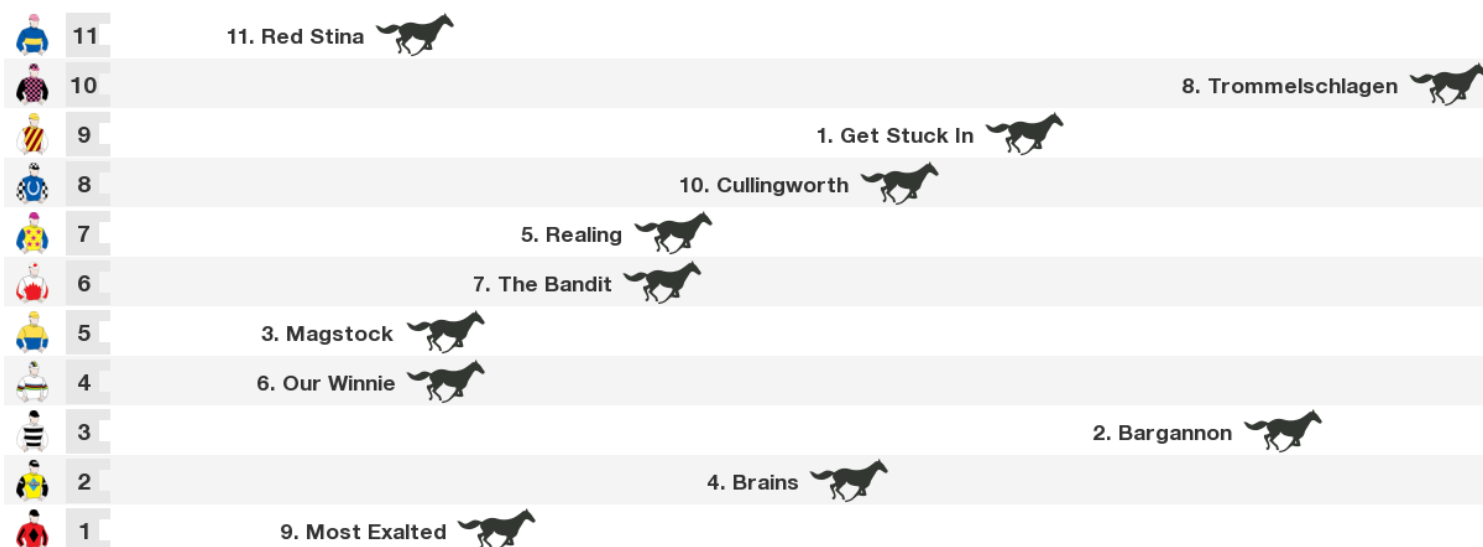 11 11. Red Stina
10 8. Trommelschlagen
9 1. Get Stuck In
8 10. Cullingworth
7 5. Realing
6 7. The Bandit
5 3. Magstock
4 6. Our Winnie
3 2. Bargannon
2 4. Brains
1 9. Most Exalted